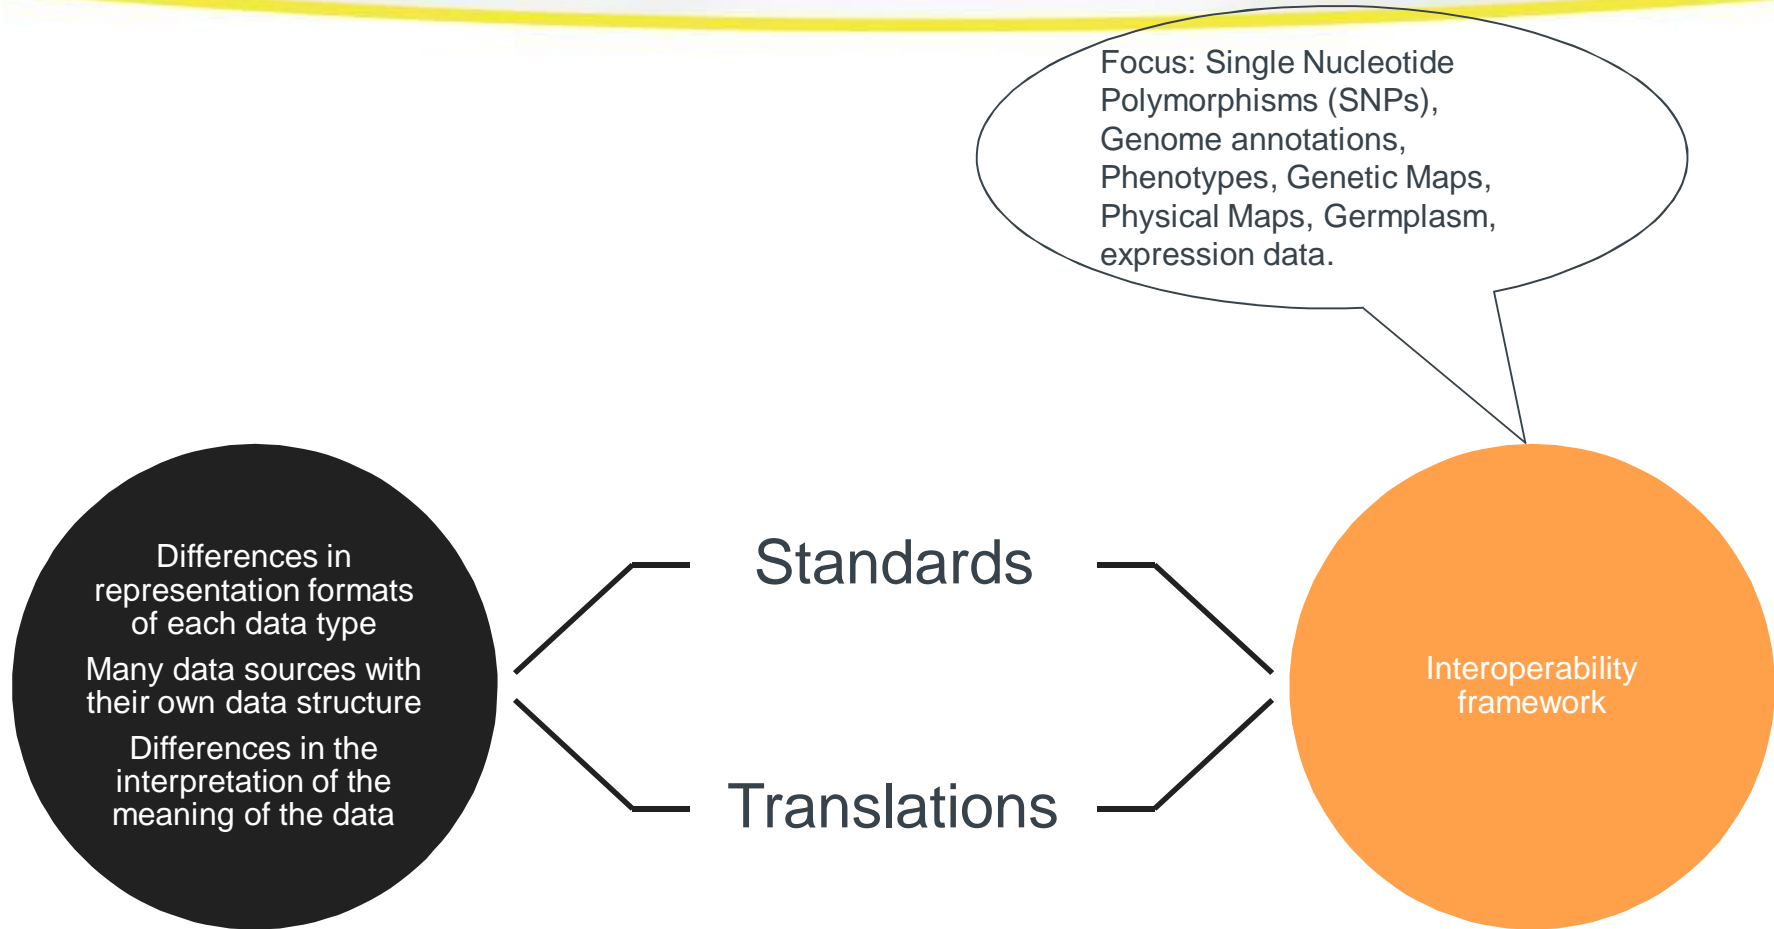 Focus: Single Nucleotide
Polymorphisms (SNPs),
Genome annotations,
Phenotypes, Genetic Maps,
Physical Maps, Germplasm,
expression data.
Differences in
representation formats
of each data type
Many data sources with
their own data structure
Differences in the
interpretation of the
meaning of the data
Standards
Translations
Interoperability
framework